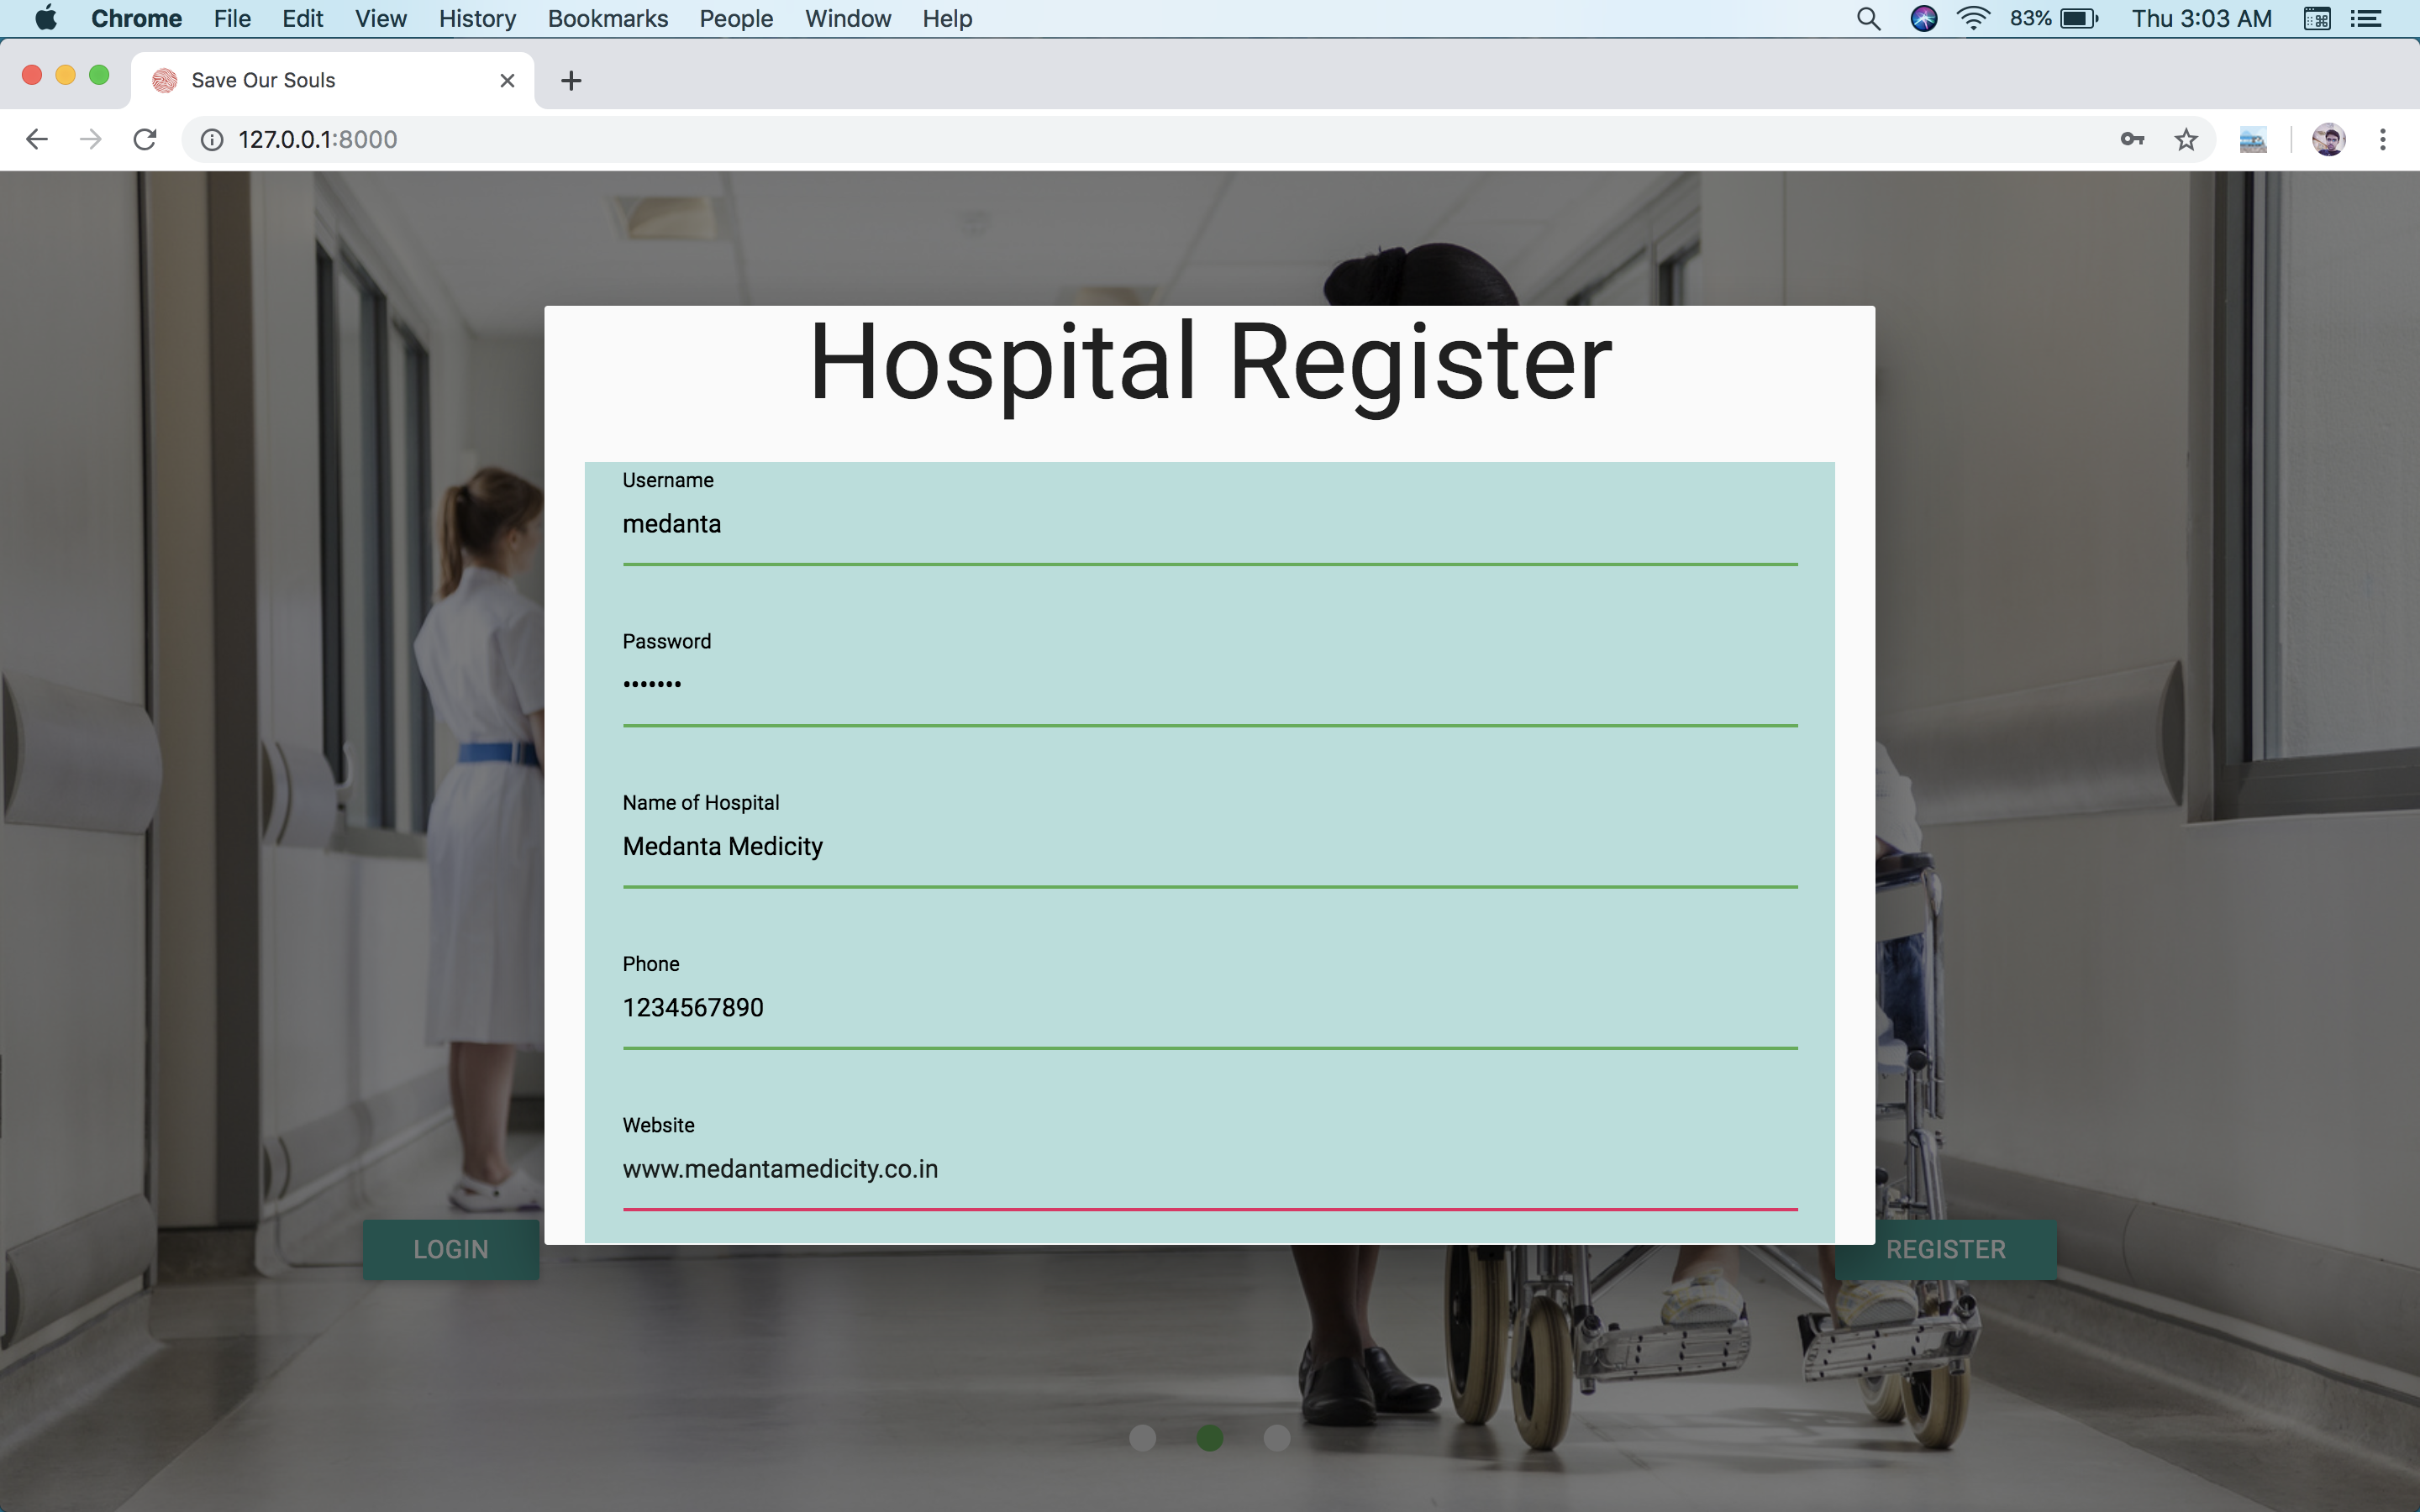 Chrome File Edit View History Bookmarks People Window Help 83% Thu 3:03 AM
Save Our Souls
127.0.0.1:8000
Hospital Register
Username
medanta
Password
•••••••
Name of Hospital
Medanta Medicity
Phone
1234567890
Website
www.medantamedicity.co.in
LOGIN REGISTER